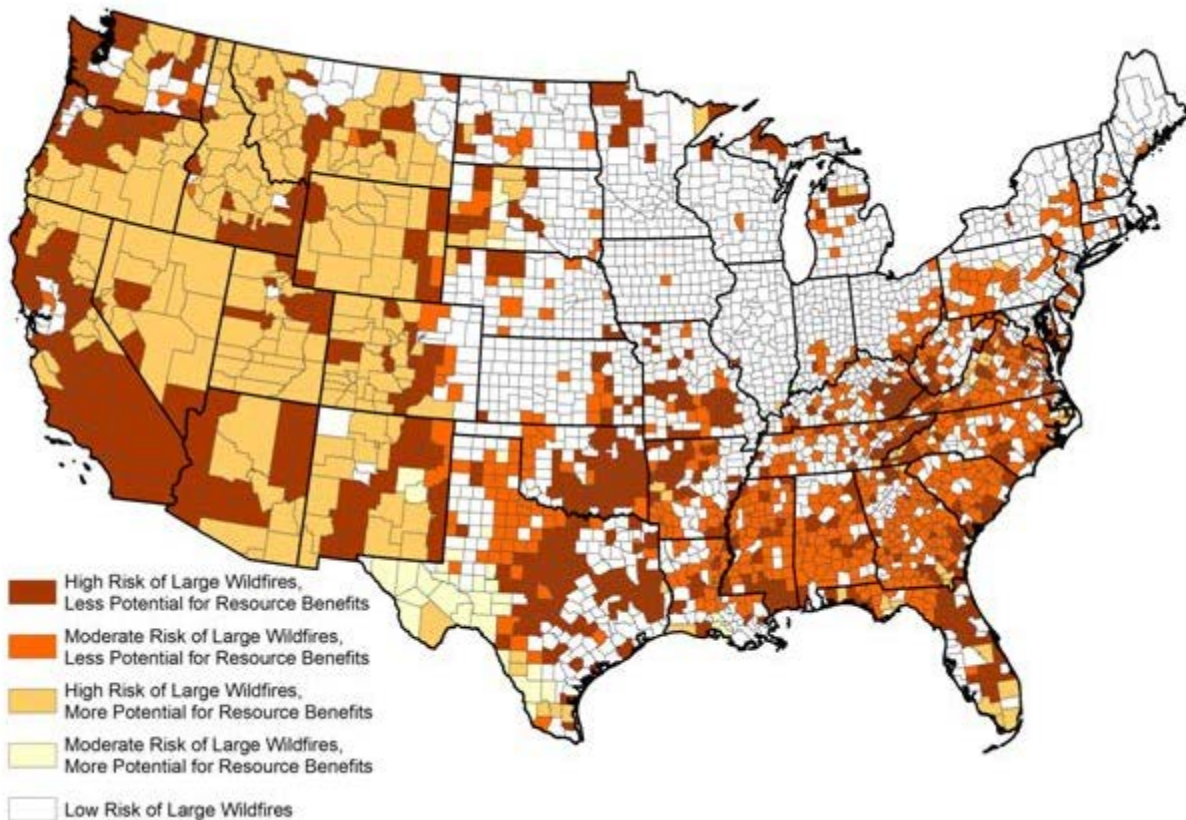 High Risk of Large Wildfires,
Less Potential for Resource Benefits
Moderate Risk of Large Wildfires,
Less Potential for Resource Benefits
High Risk of Large Wildfires,
More Potential for Resource Benefits
Moderate Risk of Large Wildfires,
More Potential for Resource Benefits
Low Risk of Large Wildfires